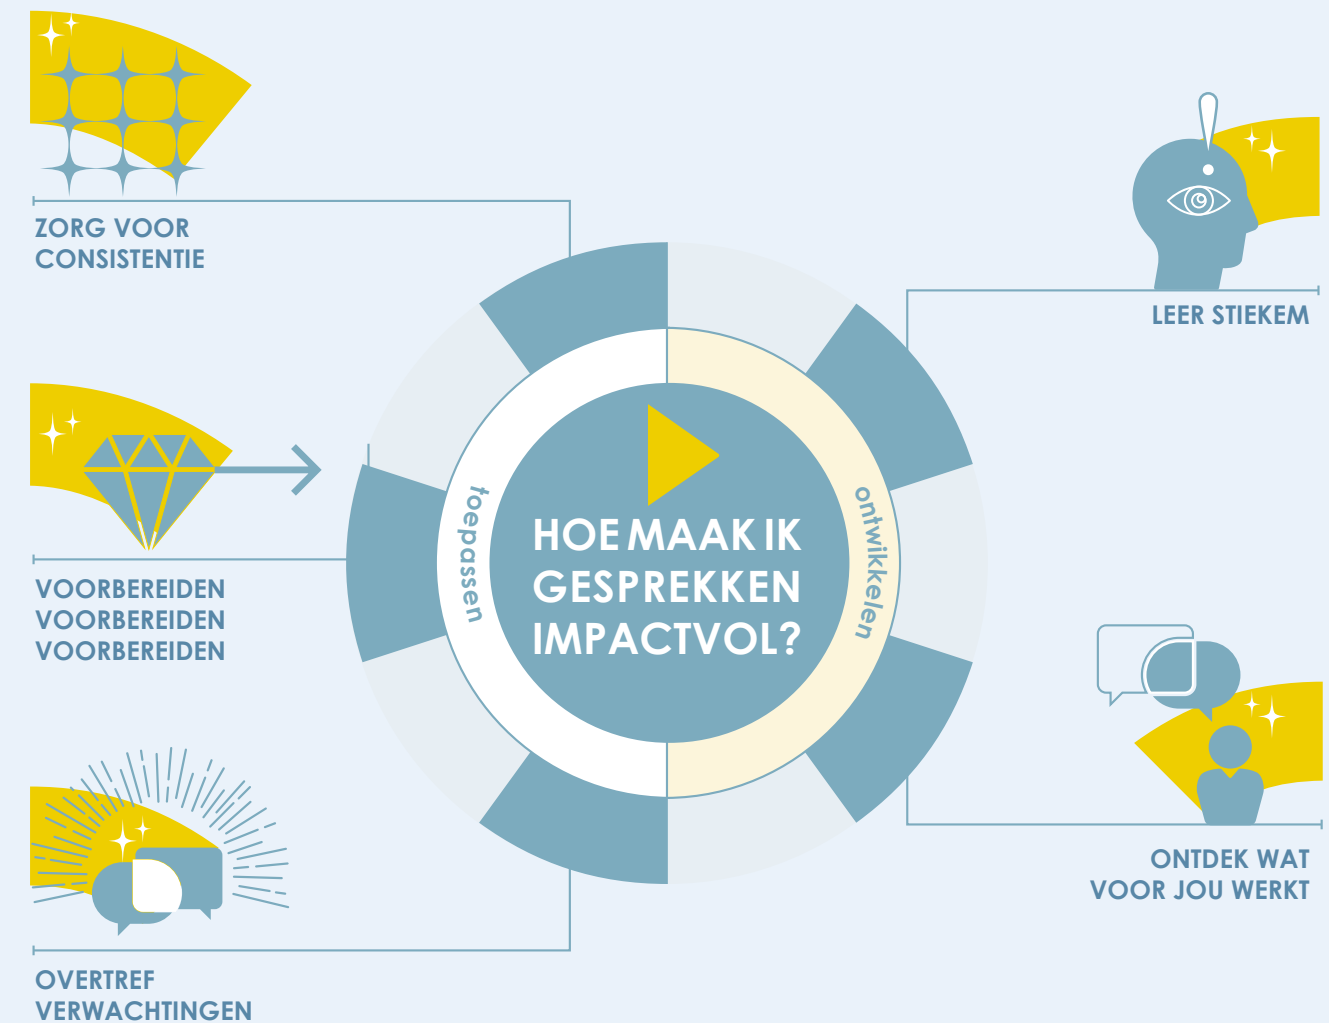 ZORG VOOR
CONSISTENTIE
LEER STIEKEM
toepassen
HOE MAAK IK
GESPREKKEN
IMPACTVOL?
ontwikkelen
VOORBEREIDEN
VOORBEREIDEN
VOORBEREIDEN
ONTDEK WAT
VOOR JOU WERKT
OVERTREF
VERWACHTINGEN